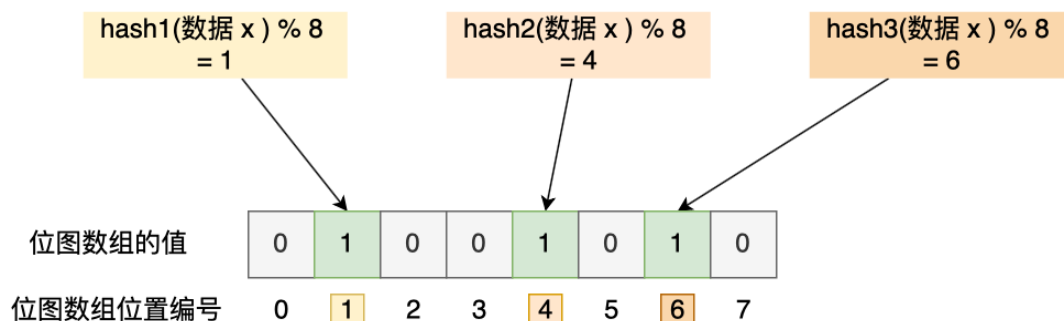 hash1(数据 x ) % 8
= 1
hash2(数据 x ) % 8
= 4
hash3(数据 x ) % 8
= 6
位图数组的值 0 1 0 0 1 0 1 0
位图数组位置编号 0 1 2 3 4 5 6 7